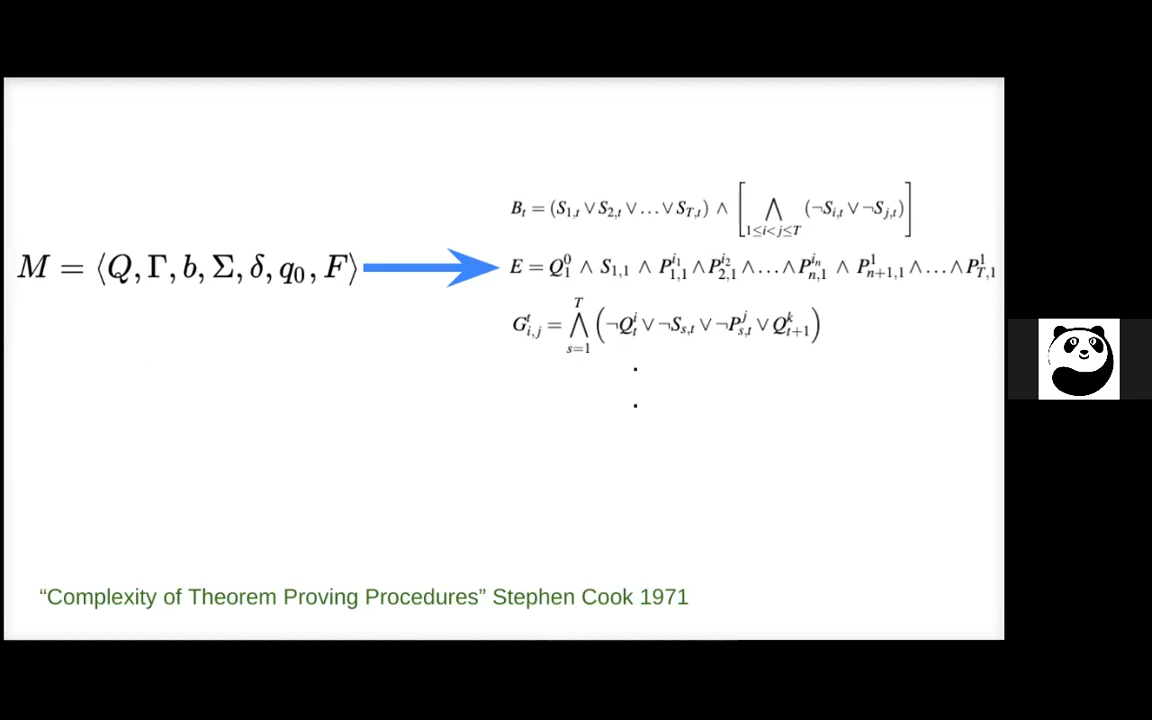 B_t = (S_{1,t} ∨ S_{2,t} ∨ … ∨ S_{T,t}) ∧ [⋀_{1≤i<j≤T} (¬S_{i,t} ∨ ¬S_{j,t})]
M = ⟨Q, Γ, b, Σ, δ, q_0, F⟩
E = Q_1^0 ∧ S_{1,1} ∧ P_{1,1}^{i_1} ∧ P_{2,1}^{i_2} ∧ … ∧ P_{n,1}^{i_n} ∧ P_{n+1,1}^1 ∧ … ∧ P_{T,1}^1
G_{i,j}^t = ⋀_{s=1}^T (¬Q_t^i ∨ ¬S_{s,t} ∨ ¬P_{s,t}^j ∨ Q_{t+1}^k)
.
.
“Complexity of Theorem Proving Procedures” Stephen Cook 1971